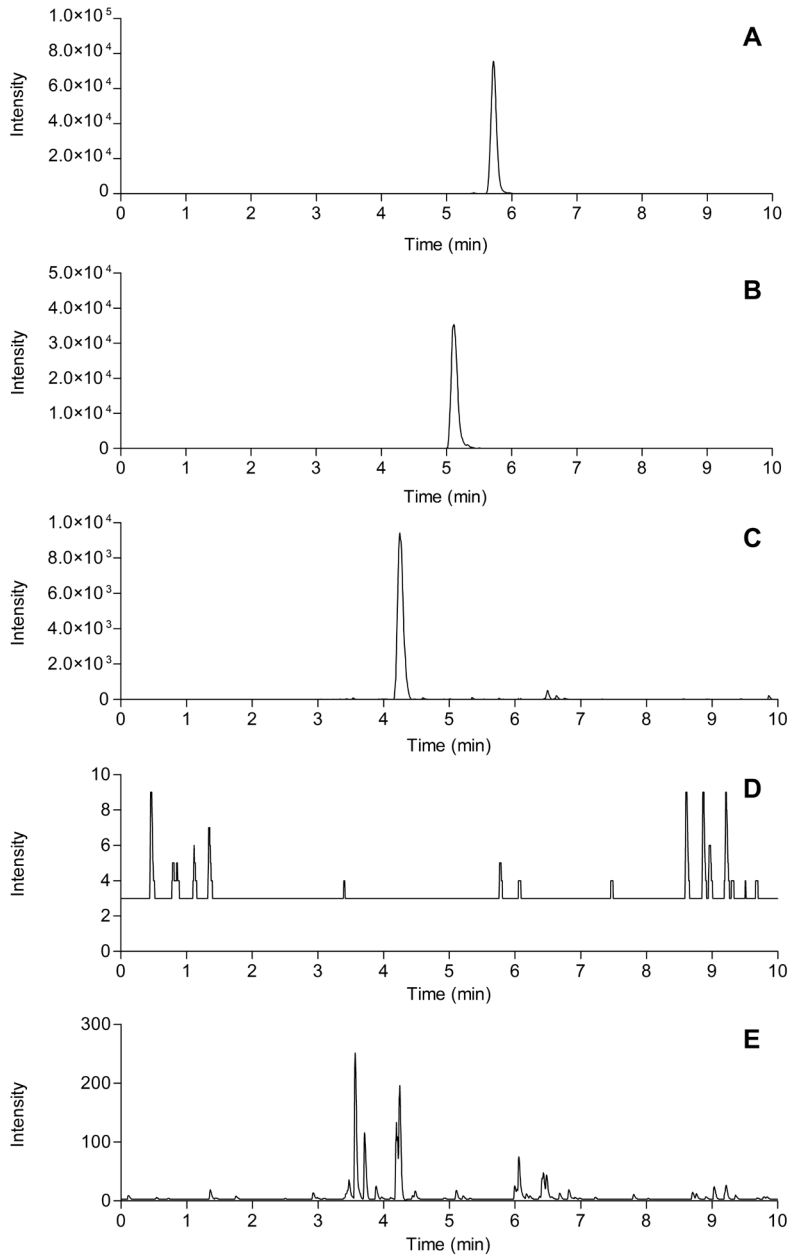 A
Intensity
1.0×10⁵
8.0×10⁴
6.0×10⁴
4.0×10⁴
2.0×10⁴
0
0 1 2 3 4 5 6 7 8 9 10
Time (min)
B
Intensity
5.0×10⁴
4.0×10⁴
3.0×10⁴
2.0×10⁴
1.0×10⁴
0
0 1 2 3 4 5 6 7 8 9 10
Time (min)
C
Intensity
1.0×10⁴
8.0×10³
6.0×10³
4.0×10³
2.0×10³
0
0 1 2 3 4 5 6 7 8 9 10
Time (min)
D
Intensity
10
8
6
4
2
0
0 1 2 3 4 5 6 7 8 9 10
Time (min)
E
Intensity
300
200
100
0
0 1 2 3 4 5 6 7 8 9 10
Time (min)